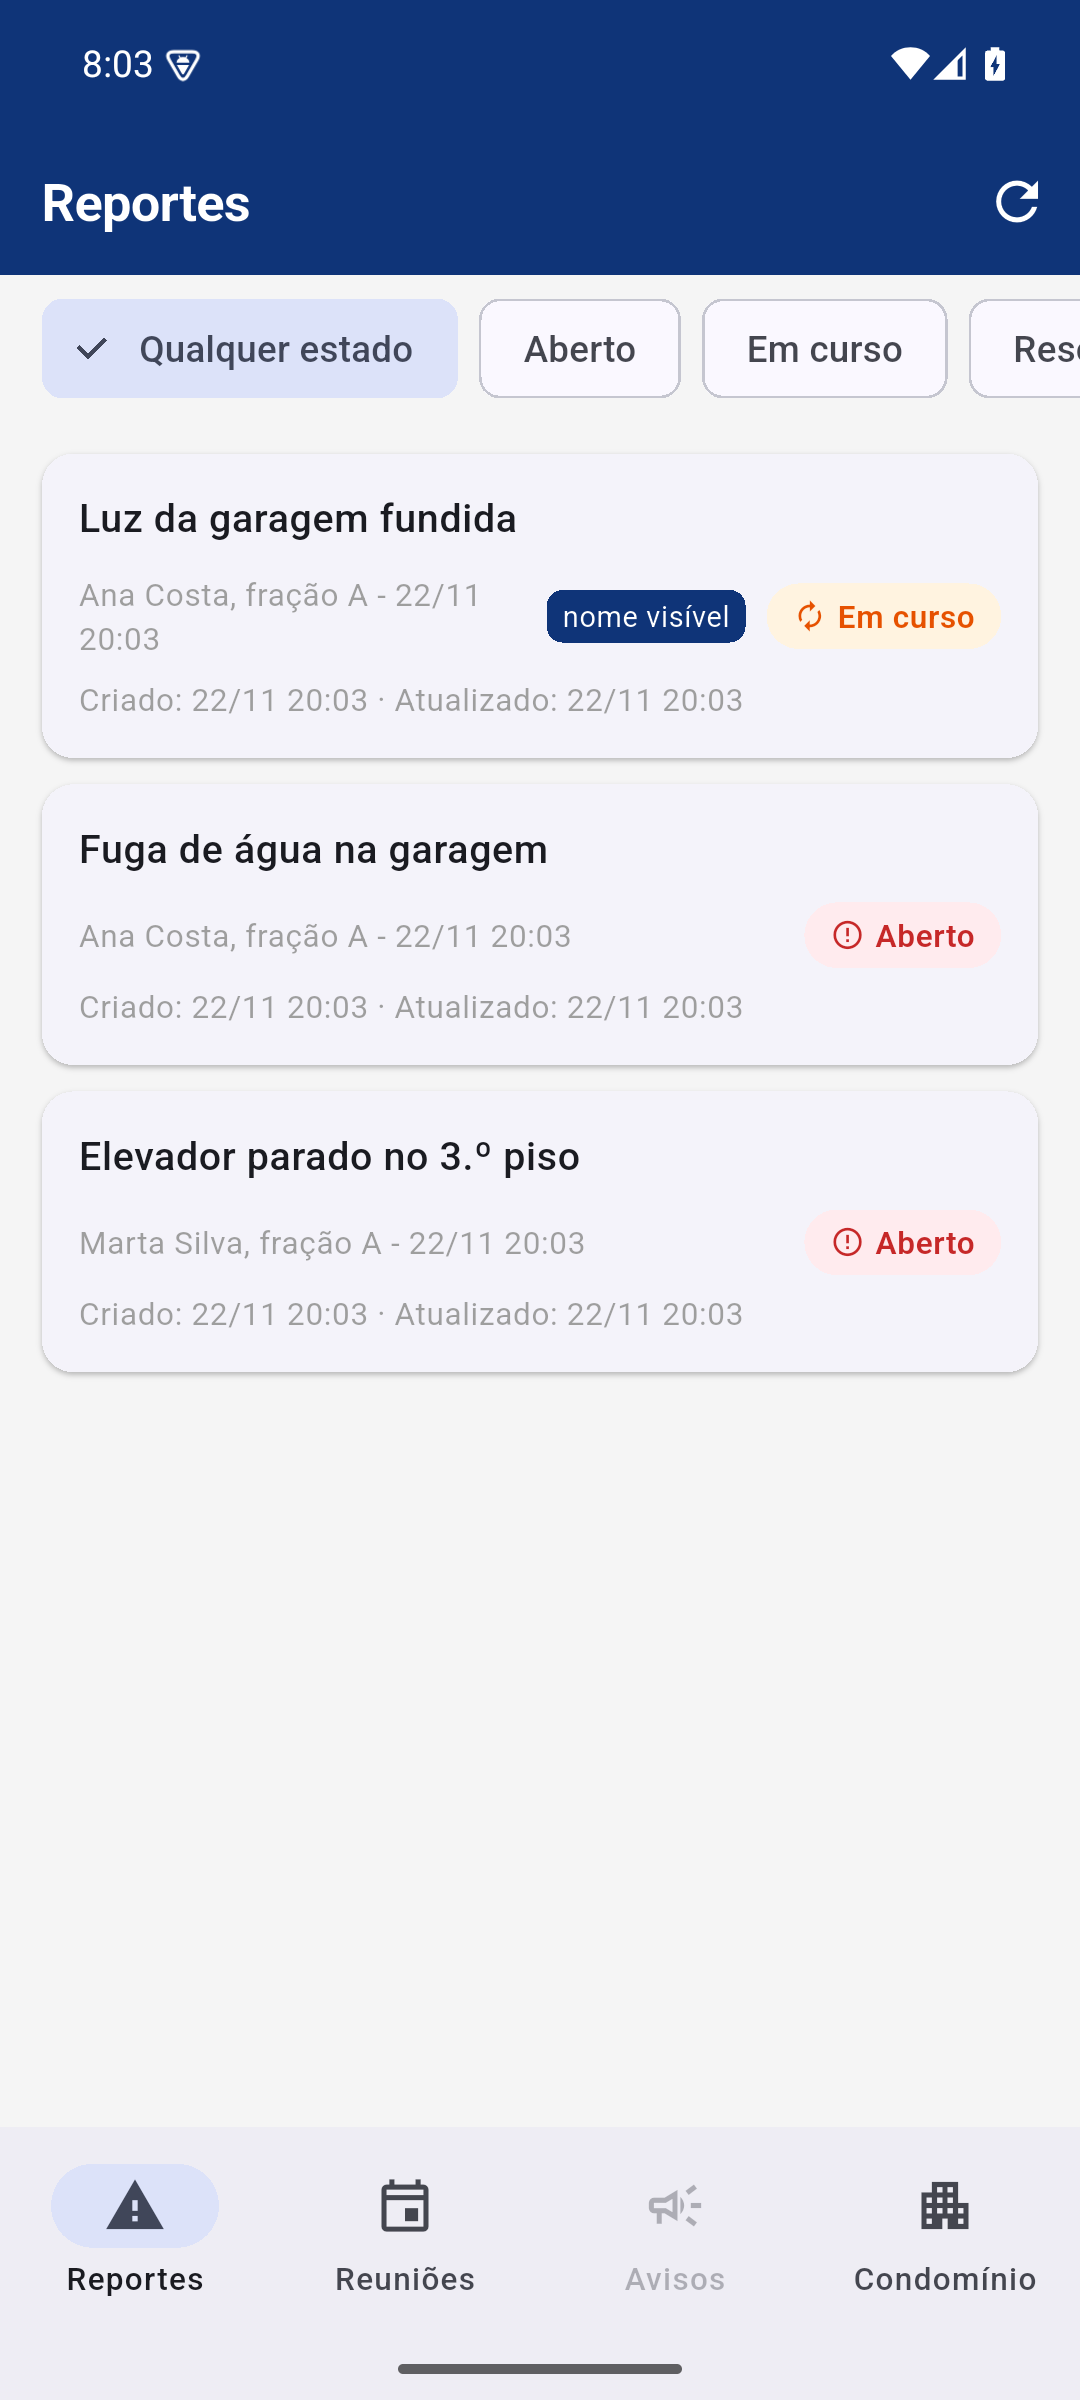 8:03
Reportes
Qualquer estado
Aberto
Em curso
Luz da garagem fundida
Ana Costa, fração A - 22/11
20:03
nome visível
Em curso
Criado: 22/11 20:03 · Atualizado: 22/11 20:03
Fuga de água na garagem
Ana Costa, fração A - 22/11 20:03
Aberto
Criado: 22/11 20:03 · Atualizado: 22/11 20:03
Elevador parado no 3.º piso
Marta Silva, fração A - 22/11 20:03
Aberto
Criado: 22/11 20:03 · Atualizado: 22/11 20:03
Reportes
Reuniões
Avisos
Condomínio